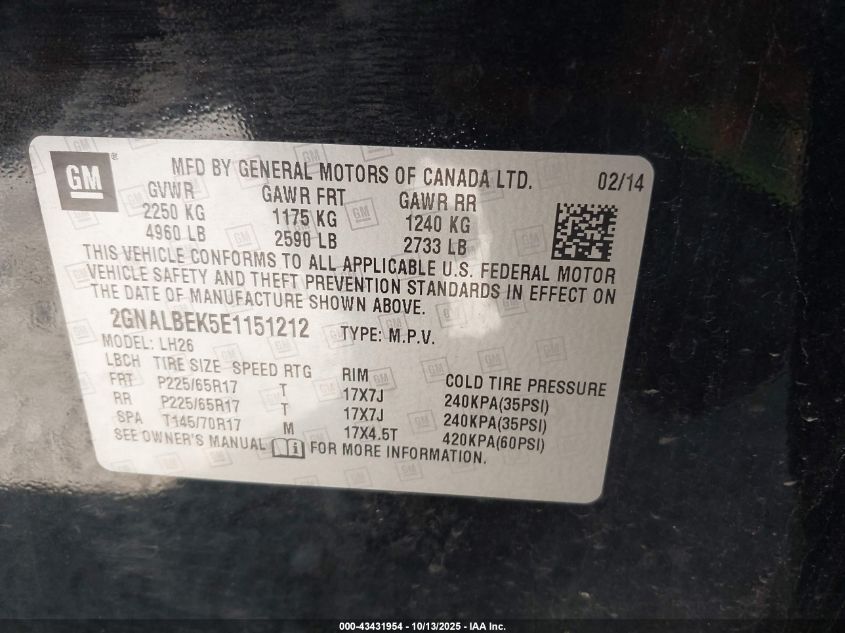 GM®
MFD BY GENERAL MOTORS OF CANADA LTD. 02/14
GVWR GAWR FRT GAWR RR
2250 KG 1175 KG 1240 KG
4960 LB 2590 LB 2733 LB
THIS VEHICLE CONFORMS TO ALL APPLICABLE U.S. FEDERAL MOTOR
VEHICLE SAFETY AND THEFT PREVENTION STANDARDS IN EFFECT ON
THE DATE OF MANUFACTURE SHOWN ABOVE.
2GNALBEK5E1151212 TYPE: M.P.V.
MODEL: LH26
LBCH TIRE SIZE SPEED RTG RIM COLD TIRE PRESSURE
FRT P225/65R17 T 17X7J 240KPA(35PSI)
RR P225/65R17 T 17X7J 240KPA(35PSI)
SPA T145/70R17 M 17X4.5T 420KPA(60PSI)
SEE OWNER'S MANUAL i FOR MORE INFORMATION.
000-43431954 - 10/13/2025 - IAA Inc.